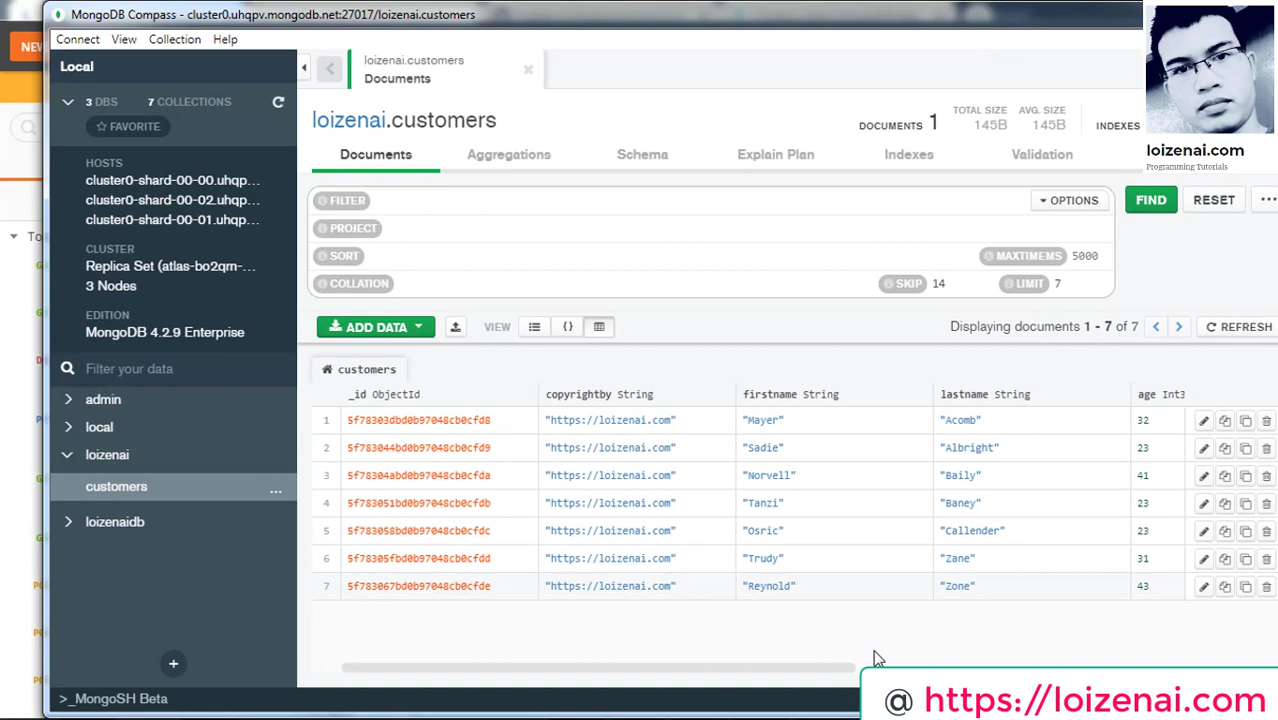 MongoDB Compass - cluster0.uhqpv.mongodb.net:27017/loizenai.customers
NEW
Connect View Collection Help
Local
3 DBS 7 COLLECTIONS
FAVORITE
HOSTS
cluster0-shard-00-00.uhqp...
cluster0-shard-00-02.uhqp...
cluster0-shard-00-01.uhqp...
CLUSTER
Replica Set (atlas-bo2qm-...
3 Nodes
EDITION
MongoDB 4.2.9 Enterprise
Filter your data
admin
local
loizenai
customers ...
loizenaidb
>_MongoSH Beta
loizenai.customers
Documents
loizenai.customers
DOCUMENTS 1
TOTAL SIZE
145B
AVG. SIZE
145B
INDEXES
loizenai.com
Programming Tutorials
Documents Aggregations Schema Explain Plan Indexes Validation
FILTER
OPTIONS
FIND RESET ...
PROJECT
SORT
MAXTIMEMS 5000
COLLATION
SKIP 14 LIMIT 7
ADD DATA
VIEW
{}
Displaying documents 1 - 7 of 7
REFRESH
customers
_id ObjectId copyrightby String firstname String lastname String age Int3
1 5f78303dbd0b97048cb0cfd8 "https://loizenai.com" "Mayer" "Acomb" 32
2 5f783044bd0b97048cb0cfd9 "https://loizenai.com" "Sadie" "Albright" 23
3 5f78304abd0b97048cb0cfda "https://loizenai.com" "Norvell" "Baily" 41
4 5f783051bd0b97048cb0cfdb "https://loizenai.com" "Tanzi" "Baney" 23
5 5f783058bd0b97048cb0cfdc "https://loizenai.com" "Osric" "Callender" 23
6 5f78305fbd0b97048cb0cfdd "https://loizenai.com" "Trudy" "Zane" 31
7 5f783067bd0b97048cb0cfde "https://loizenai.com" "Reynold" "Zone" 43
@ https://loizenai.com